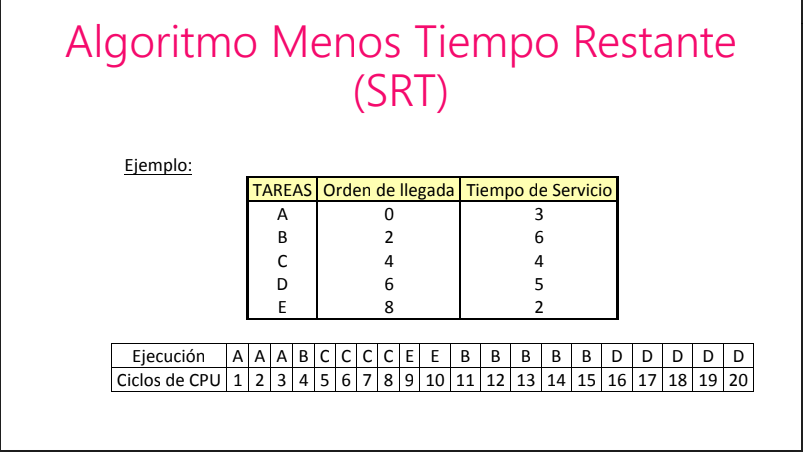 Algoritmo Menos Tiempo Restante
(SRT)
Ejemplo:
TAREAS Orden de llegada Tiempo de Servicio
A 0 3
B 2 6
C 4 4
D 6 5
E 8 2
Ejecución A A A B C C C C E E B B B B B D D D D D
Ciclos de CPU 1 2 3 4 5 6 7 8 9 10 11 12 13 14 15 16 17 18 19 20